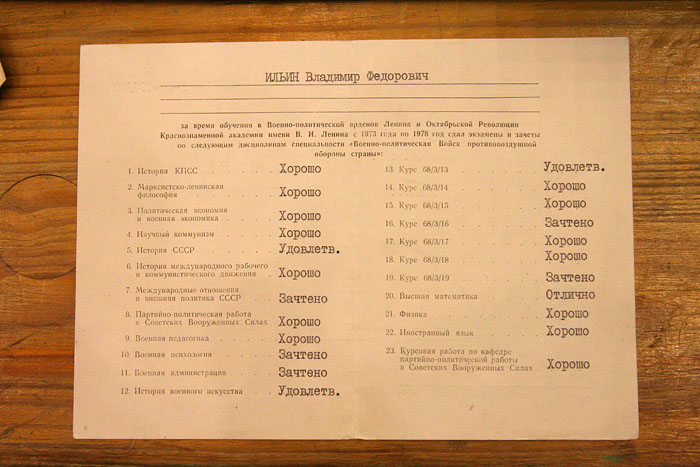 ИЛЬИН Владимир Федорович
за время обучения в Военно-политической орденов Ленина и Октябрьской Революции
Краснознаменной академии имени В. И. Ленина с 1973 года по 1978 год сдал экзамены и зачеты
по следующим дисциплинам специальности «Военно-политическая Войск противовоздушной
обороны страны»:
1. История КПСС . . . . Хорошо
2. Марксистско-ленинская
философия . . . . Хорошо
3. Политическая экономия
и военная экономика . . . . Хорошо
4. Научный коммунизм . . . . Хорошо
5. История СССР . . . . Удовлетв.
6. История международного рабочего
и коммунистического движения . Хорошо
7. Международные отношения
и внешняя политика СССР . . . Зачтено
8. Партийно-политическая работа
в Советских Вооруженных Силах Хорошо
9. Военная педагогика . . . . Хорошо
10. Военная психология . . . . Зачтено
11. Военная администрация . . . . Зачтено
12. История военного искусства . . Удовлетв.
13. Курс 68/3/13 . . . . Удовлетв.
14. Курс 68/3/14 . . . . Хорошо
15. Курс 68/3/15 . . . . Хорошо
16. Курс 68/3/16 . . . . Зачтено
17. Курс 68/3/17 . . . . Хорошо
18. Курс 68/3/18 . . . . Хорошо
19. Курс 68/3/19 . . . . Зачтено
20. Высшая математика . . . . Отлично
21. Физика . . . . Хорошо
22. Иностранный язык . . . . Хорошо
23. Курсовая работа по кафедре
партийно-политической работы
в Советских Вооруженных Силах . Хорошо